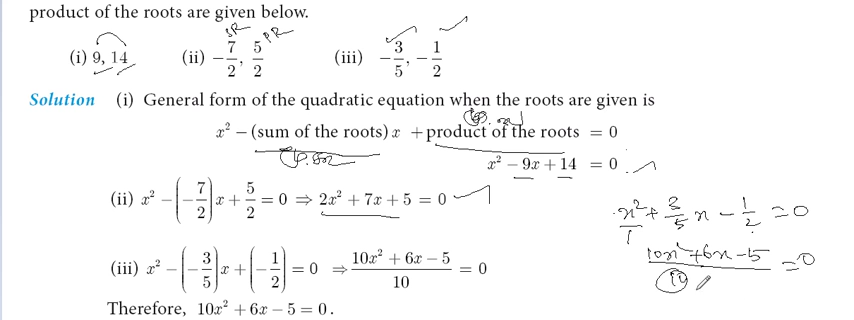 product of the roots are given below.
SR PR
(i) 9, 14 (ii) −7/2, 5/2 (iii) −3/5, −1/2
Solution (i) General form of the quadratic equation when the roots are given is
x² − (sum of the roots) x + product of the roots = 0
x² − 9x + 14 = 0
(ii) x² − (−7/2)x + 5/2 = 0 ⇒ 2x² + 7x + 5 = 0
x²/1 + 3/5 x − 1/2 = 0
(iii) x² − (−3/5)x + (−1/2) = 0 ⇒ (10x² + 6x − 5)/10 = 0
(10x² + 6x − 5)/10 = 0
Therefore, 10x² + 6x − 5 = 0.